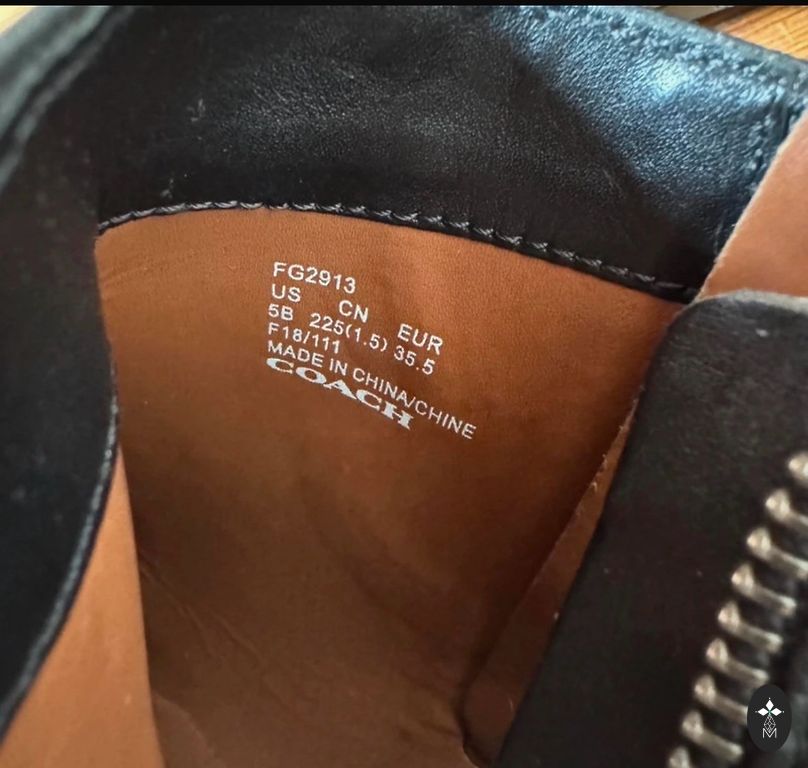 FG2913
US CN EUR
5B 225(1.5) 35.5
F18/111
MADE IN CHINA/CHINE
COACH
M